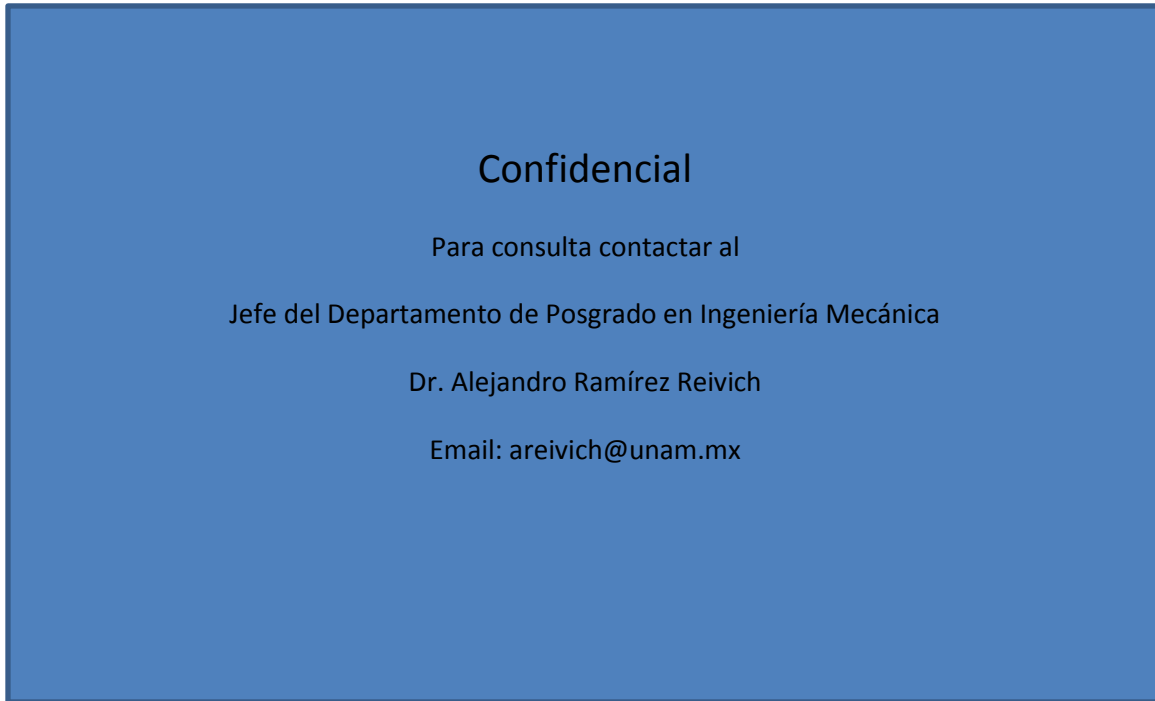 Confidencial
Para consulta contactar al
Jefe del Departamento de Posgrado en Ingeniería Mecánica
Dr. Alejandro Ramírez Reivich
Email: areivich@unam.mx